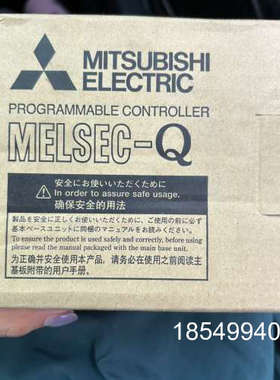 MITSUBISHI
ELECTRIC
PROGRAMMABLE CONTROLLER
MELSEC-Q
安全にお使いいただくために
In order to assure safe usage.
确保安全的用法
製品を安全に正しくお使いいただくために、ご使用の前に必ず
基本ベースユニットに同梱のマニュアルをお読みください。
To ensure the product is used safely and correctly, before using
please read the manual packaged with the main base unit.
为正确并安全使用本产品，请务必在使用之前阅读主
基板附带的用户手册.
18549940